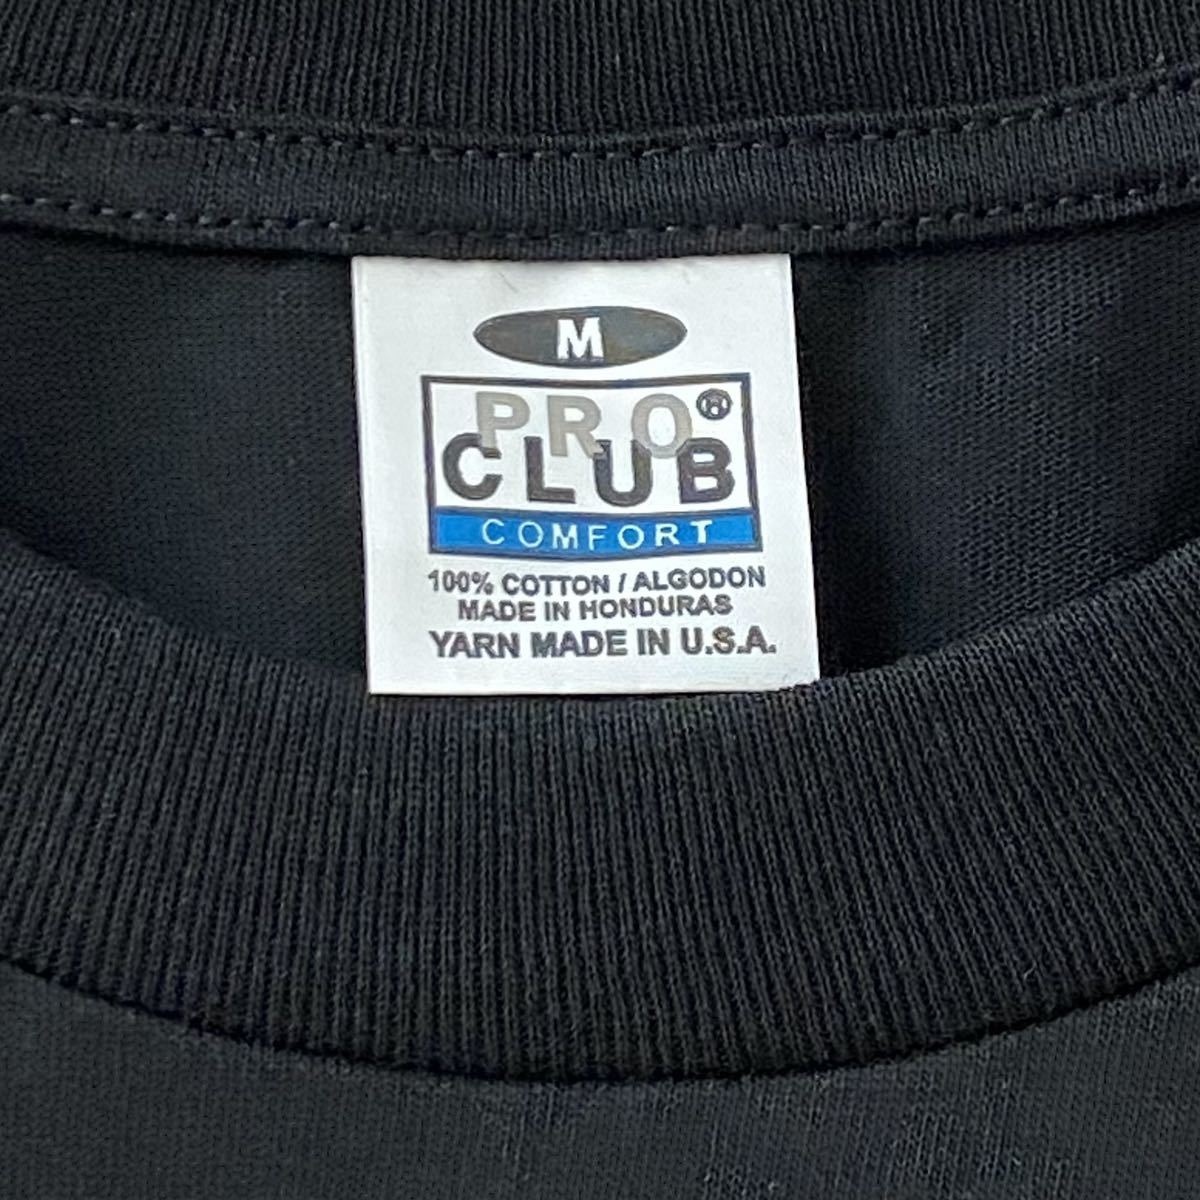 M
PRO®
CLUB
COMFORT
100% COTTON / ALGODON
MADE IN HONDURAS
YARN MADE IN U.S.A.